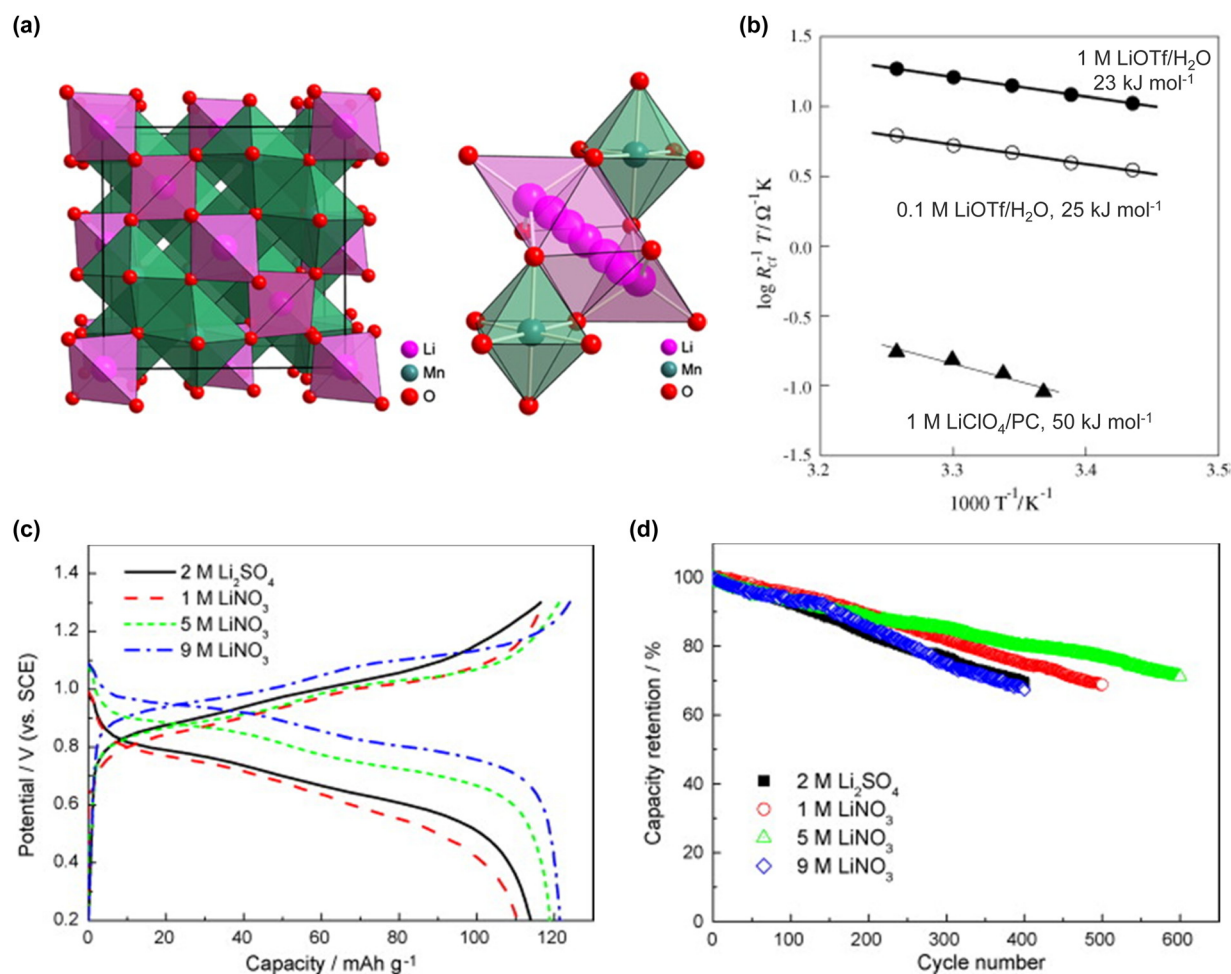 (a)
Li
Mn
O
Li
Mn
O
(b)
1.5
1.0
0.5
0.0
-0.5
-1.0
-1.5
log R_ct⁻¹ T/Ω⁻¹K
1 M LiOTf/H₂O
23 kJ mol⁻¹
0.1 M LiOTf/H₂O, 25 kJ mol⁻¹
1 M LiClO₄/PC, 50 kJ mol⁻¹
3.2 3.3 3.4 3.5
1000 T⁻¹/K⁻¹
(c)
1.4
1.2
1.0
0.8
0.6
0.4
0.2
Potential / V (vs. SCE)
2 M Li₂SO₄
1 M LiNO₃
5 M LiNO₃
9 M LiNO₃
0 20 40 60 80 100 120
Capacity / mAh g⁻¹
(d)
100
80
60
40
20
0
Capacity retention / %
2 M Li₂SO₄
1 M LiNO₃
5 M LiNO₃
9 M LiNO₃
0 100 200 300 400 500 600
Cycle number